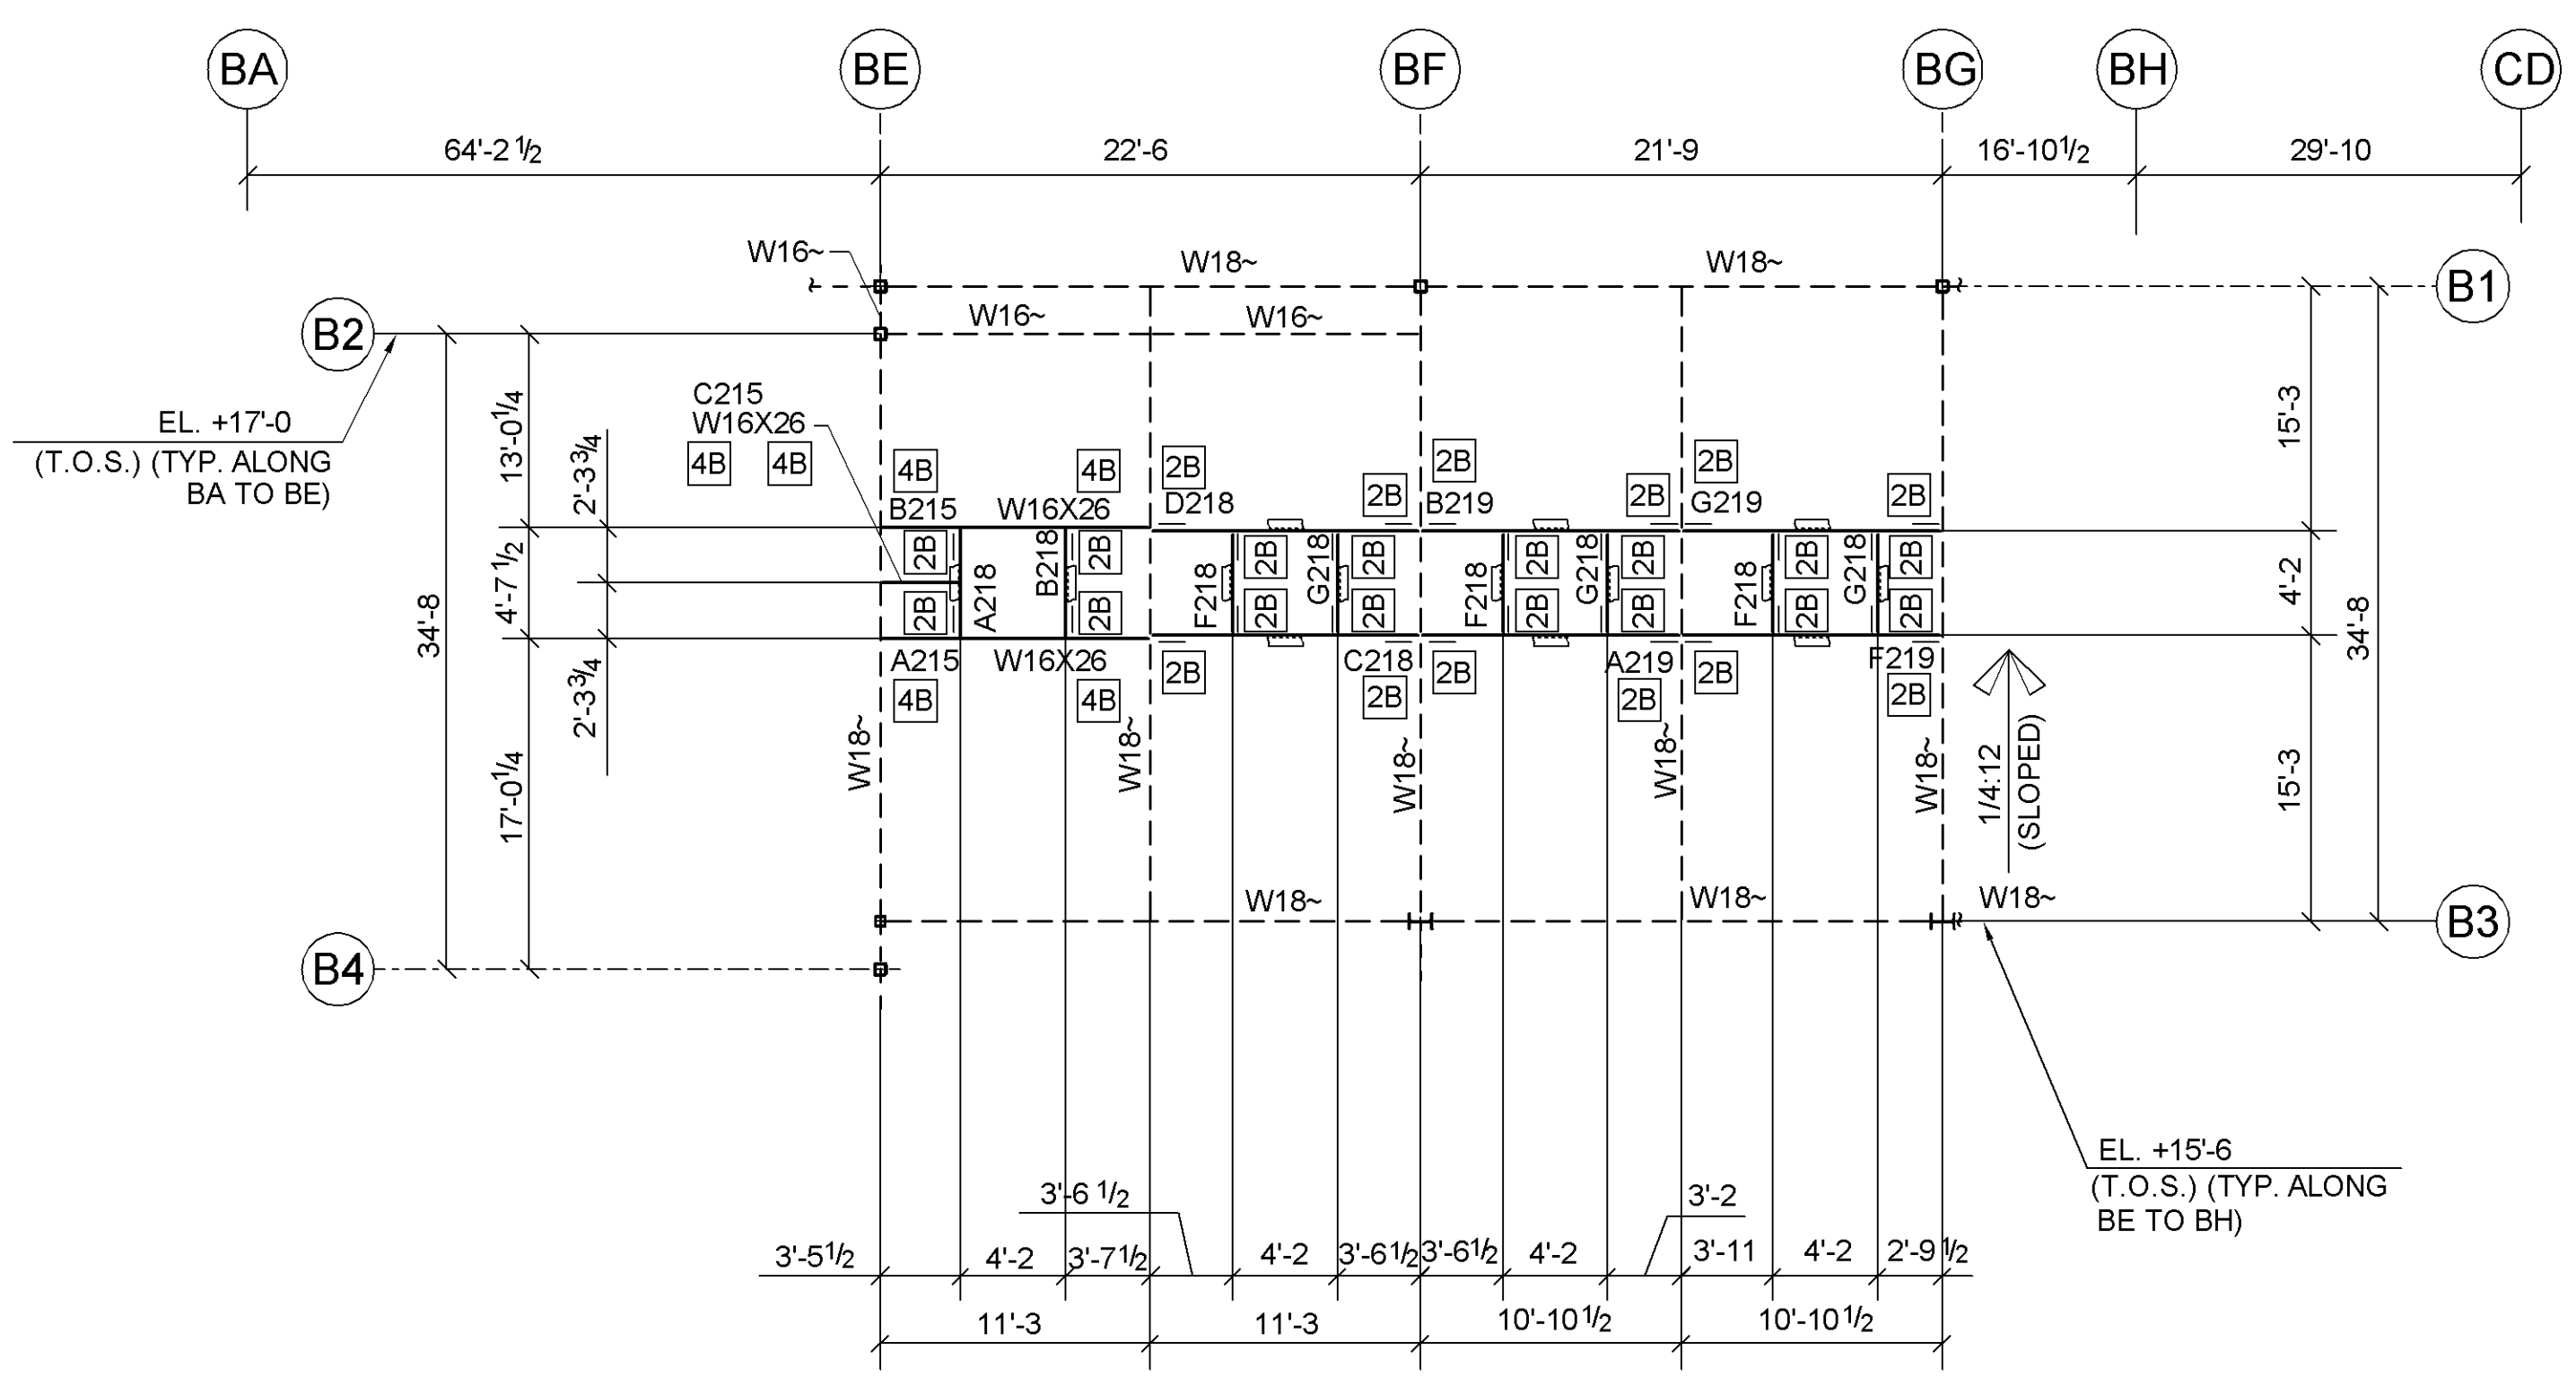 BA BE BF BG BH CD
64'-2 1/2 22'-6 21'-9 16'-10 1/2 29'-10
W16~ W18~ W18~
B1
B2 W16~ W16~
EL. +17'-0
(T.O.S.) (TYP. ALONG
BA TO BE)
34'-8
13'-0 1/4
4'-7 1/2
17'-0 1/4
2'-3 3/4
2'-3 3/4
C215
W16X26
4B 4B
4B 4B 2B 2B 2B 2B 2B 2B
B215 W16X26 D218 B219 G219
2B 2B 2B 2B 2B 2B 2B 2B
A218 B218 F218 G218 F218 G218 F218 G218
2B 2B 2B 2B 2B 2B 2B 2B
A215 W16X26 C218 A219 F219
4B 4B 2B 2B 2B 2B 2B 2B
W18~ W18~ W18~ W18~ W18~
1/4:12
(SLOPED)
15'-3
4'-2
15'-3
34'-8
W18~ W18~ W18~
B3
B4
EL. +15'-6
(T.O.S.) (TYP. ALONG
BE TO BH)
3'-6 1/2 3'-2
3'-5 1/2 4'-2 3'-7 1/2 4'-2 3'-6 1/2 3'-6 1/2 4'-2 3'-11 4'-2 2'-9 1/2
11'-3 11'-3 10'-10 1/2 10'-10 1/2